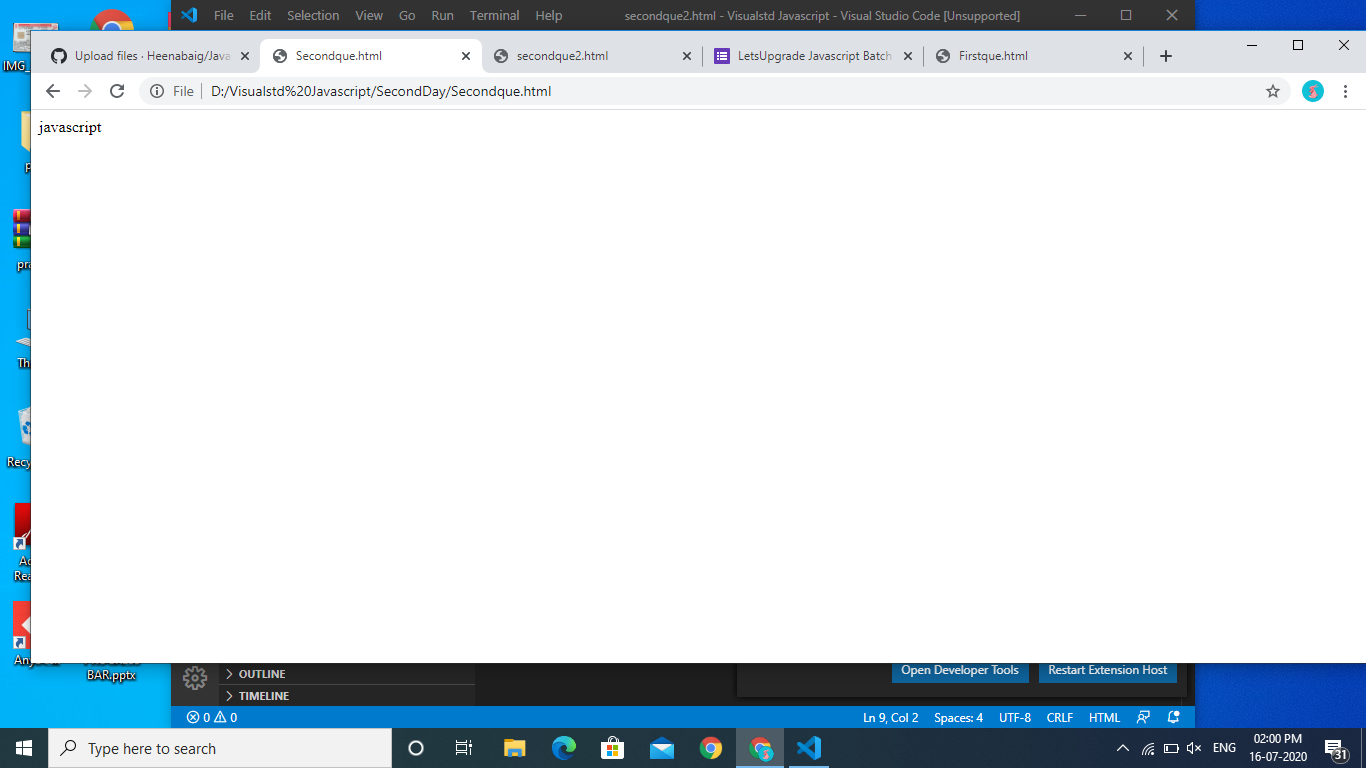 File Edit Selection View Go Run Terminal Help secondque2.html - Visualstd Javascript - Visual Studio Code [Unsupported]
Upload files · Heenabaig/Java
Secondque.html
secondque2.html
LetsUpgrade Javascript Batch
Firstque.html
File D:/Visualstd%20Javascript/SecondDay/Secondque.html
javascript
IMG_
pra
Th
Recy
Ac
Rea
Any
BAR.pptx
OUTLINE
TIMELINE
Open Developer Tools Restart Extension Host
0 0 Ln 9, Col 2 Spaces: 4 UTF-8 CRLF HTML
Type here to search
ENG
02:00 PM
16-07-2020
31